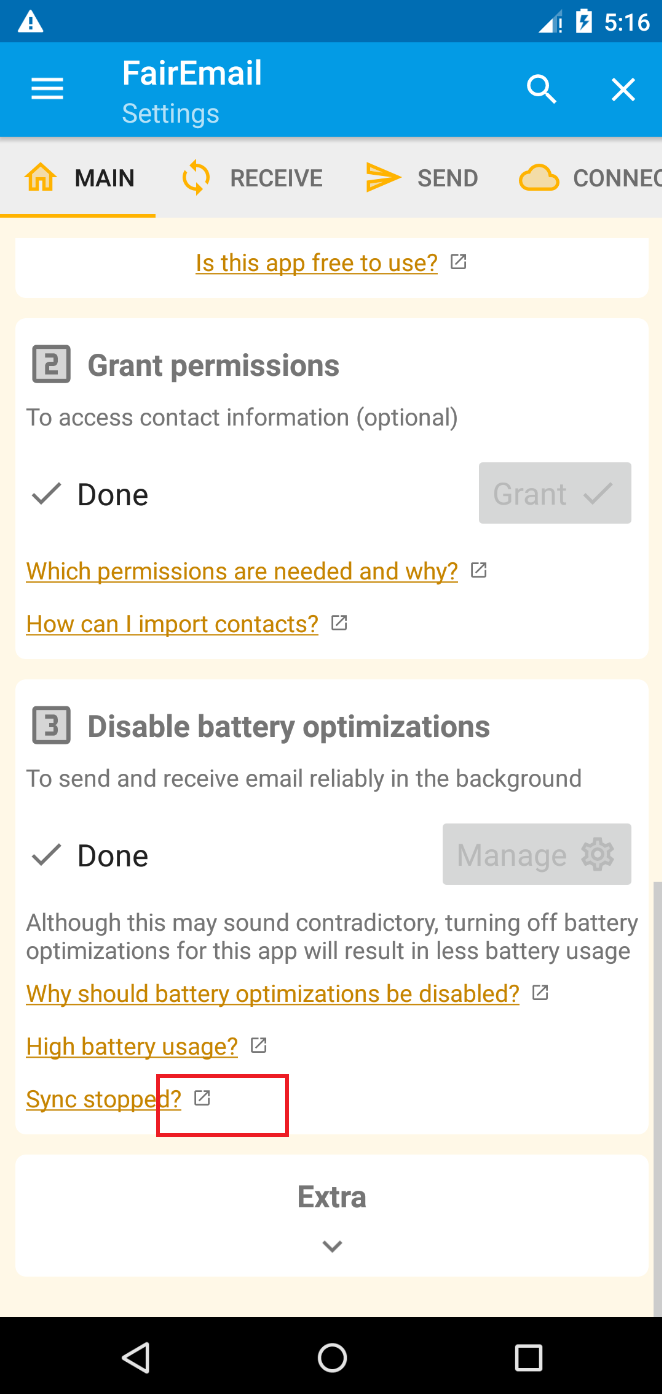 5:16
FairEmail
Settings
MAIN
RECEIVE
SEND
CONNEC
Is this app free to use?
2 Grant permissions
To access contact information (optional)
Done
Grant
Which permissions are needed and why?
How can I import contacts?
3 Disable battery optimizations
To send and receive email reliably in the background
Done
Manage
Although this may sound contradictory, turning off battery
optimizations for this app will result in less battery usage
Why should battery optimizations be disabled?
High battery usage?
Sync stopped?
Extra